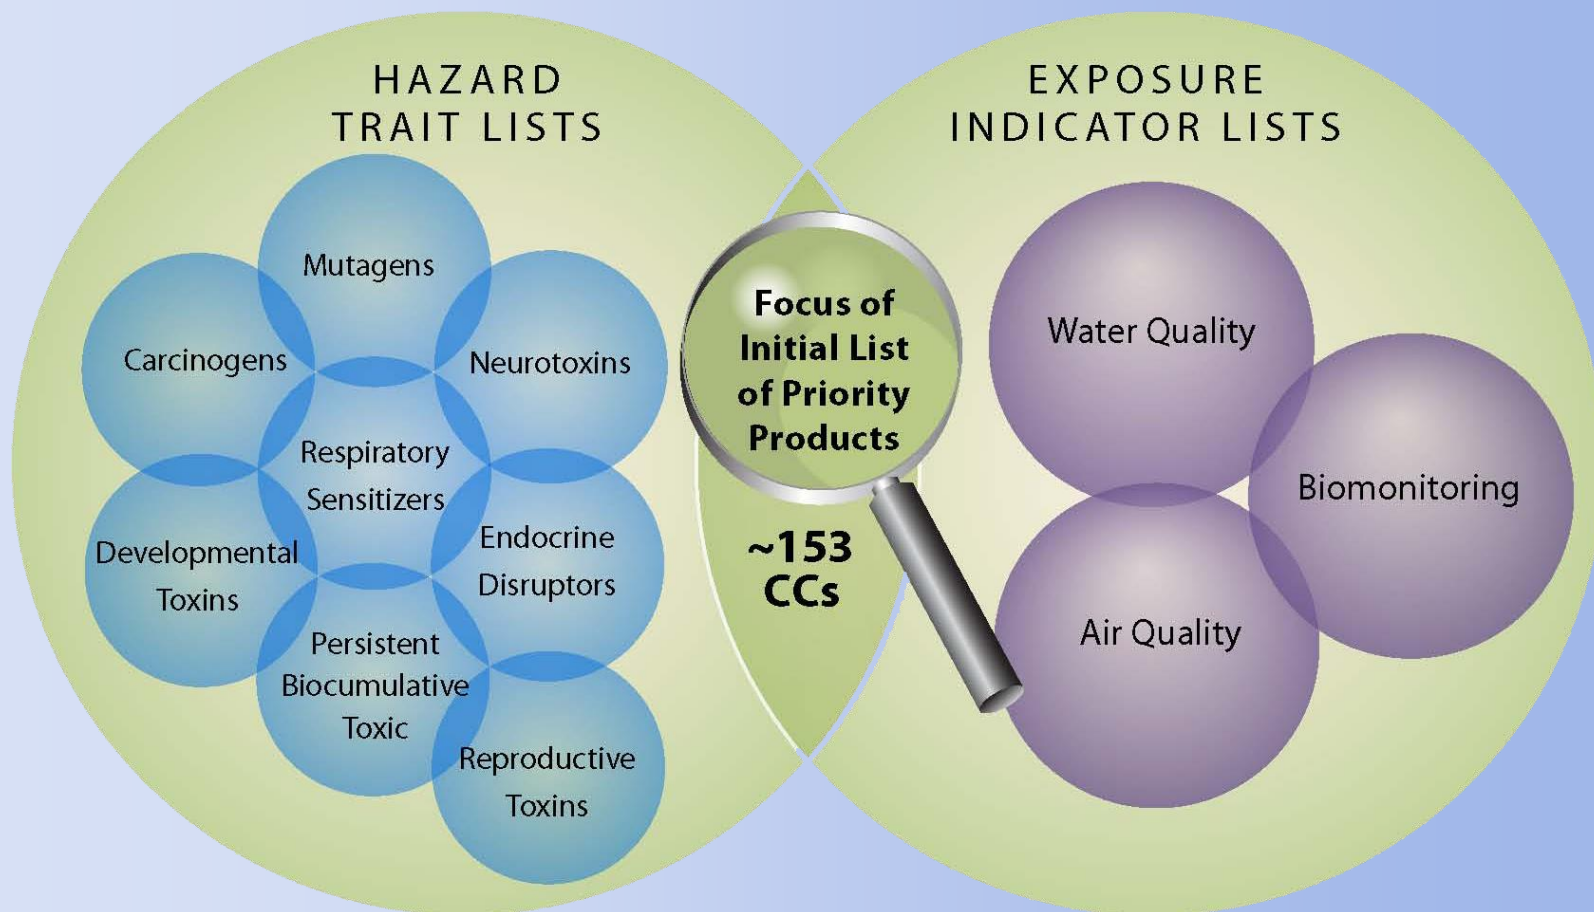 HAZARD
TRAIT LISTS
Mutagens
Carcinogens
Neurotoxins
Respiratory
Sensitizers
Developmental
Toxins
Endocrine
Disruptors
Persistent
Biocumulative
Toxic
Reproductive
Toxins
Focus of
Initial List
of Priority
Products
~153
CCs
EXPOSURE
INDICATOR LISTS
Water Quality
Biomonitoring
Air Quality